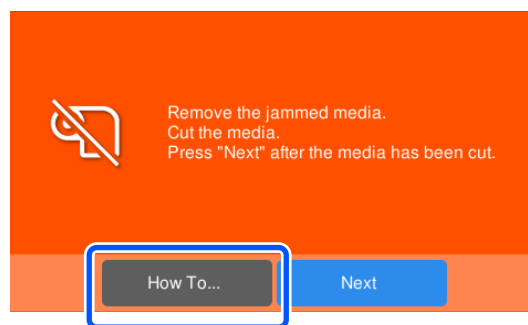 Remove the jammed media.
Cut the media.
Press "Next" after the media has been cut.
How To...
Next